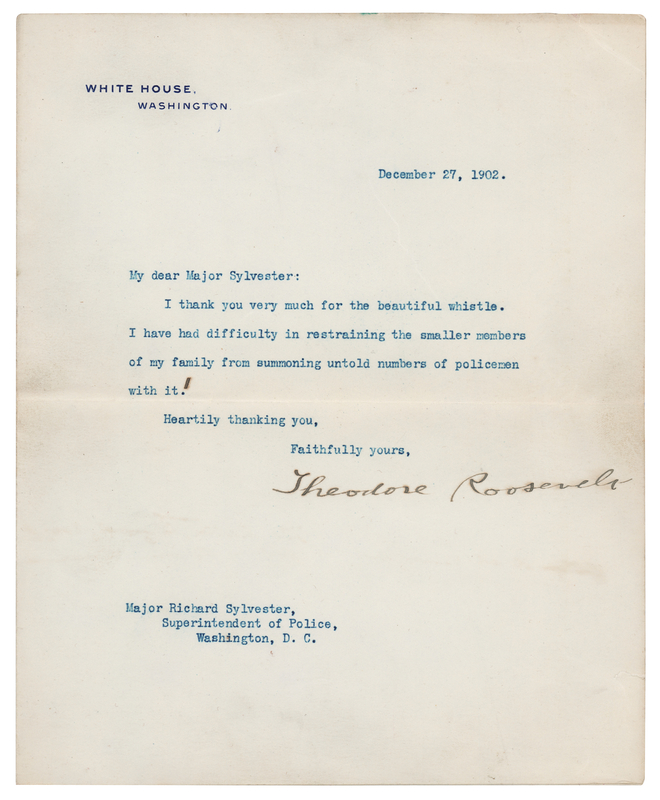 WHITE HOUSE,
WASHINGTON.
December 27, 1902.
My dear Major Sylvester:
I thank you very much for the beautiful whistle.
I have had difficulty in restraining the smaller members
of my family from summoning untold numbers of policemen
with it!
Heartily thanking you,
Faithfully yours,
Theodore Roosevelt
Major Richard Sylvester,
Superintendent of Police,
Washington, D. C.